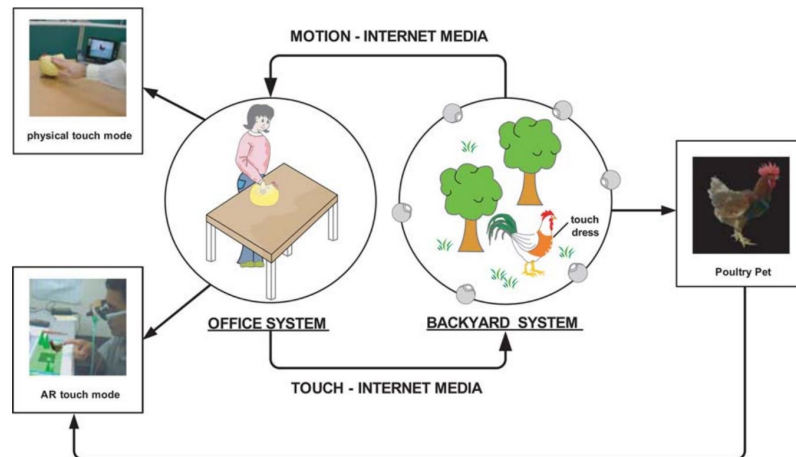 MOTION - INTERNET MEDIA
physical touch mode
touch
dress
Poultry Pet
OFFICE SYSTEM
BACKYARD SYSTEM
AR touch mode
TOUCH - INTERNET MEDIA